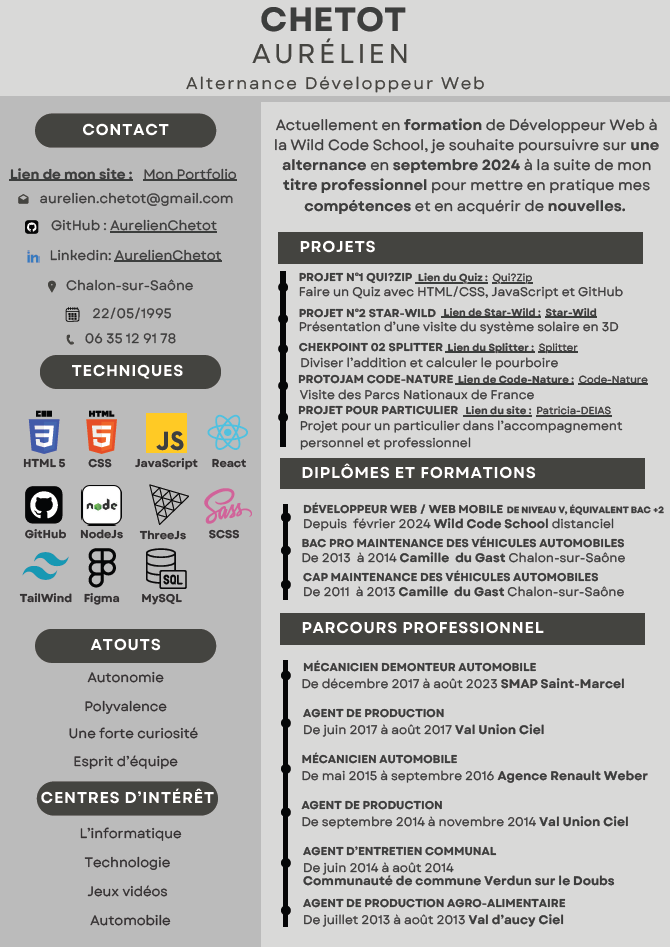 CHETOT
AURÉLIEN
Alternance Développeur Web
CONTACT
Lien de mon site : Mon Portfolio
aurelien.chetot@gmail.com
GitHub : AurelienChetot
in Linkedin: AurelienChetot
Chalon-sur-Saône
22/05/1995
06 35 12 91 78
TECHNIQUES
CSS HTML JS
HTML 5 CSS JavaScript React
node Sass
GitHub NodeJs ThreeJs SCSS
SQL
TailWind Figma MySQL
ATOUTS
Autonomie
Polyvalence
Une forte curiosité
Esprit d'équipe
CENTRES D'INTÉRÊT
L'informatique
Technologie
Jeux vidéos
Automobile
Actuellement en formation de Développeur Web à
la Wild Code School, je souhaite poursuivre sur une
alternance en septembre 2024 à la suite de mon
titre professionnel pour mettre en pratique mes
compétences et en acquérir de nouvelles.
PROJETS
PROJET N°1 QUI?ZIP Lien du Quiz : Qui?Zip
Faire un Quiz avec HTML/CSS, JavaScript et GitHub
PROJET N°2 STAR-WILD Lien de Star-Wild : Star-Wild
Présentation d'une visite du système solaire en 3D
CHEKPOINT 02 SPLITTER Lien du Splitter : Splitter
Diviser l'addition et calculer le pourboire
PROTOJAM CODE-NATURE Lien de Code-Nature : Code-Nature
Visite des Parcs Nationaux de France
PROJET POUR PARTICULIER Lien du site : Patricia-DEIAS
Projet pour un particulier dans l'accompagnement
personnel et professionnel
DIPLÔMES ET FORMATIONS
DÉVELOPPEUR WEB / WEB MOBILE DE NIVEAU V, ÉQUIVALENT BAC +2
Depuis février 2024 Wild Code School distanciel
BAC PRO MAINTENANCE DES VÉHICULES AUTOMOBILES
De 2013 à 2014 Camille du Gast Chalon-sur-Saône
CAP MAINTENANCE DES VÉHICULES AUTOMOBILES
De 2011 à 2013 Camille du Gast Chalon-sur-Saône
PARCOURS PROFESSIONNEL
MÉCANICIEN DEMONTEUR AUTOMOBILE
De décembre 2017 à août 2023 SMAP Saint-Marcel
AGENT DE PRODUCTION
De juin 2017 à août 2017 Val Union Ciel
MÉCANICIEN AUTOMOBILE
De mai 2015 à septembre 2016 Agence Renault Weber
AGENT DE PRODUCTION
De septembre 2014 à novembre 2014 Val Union Ciel
AGENT D'ENTRETIEN COMMUNAL
De juin 2014 à août 2014
Communauté de commune Verdun sur le Doubs
AGENT DE PRODUCTION AGRO-ALIMENTAIRE
De juillet 2013 à août 2013 Val d'aucy Ciel